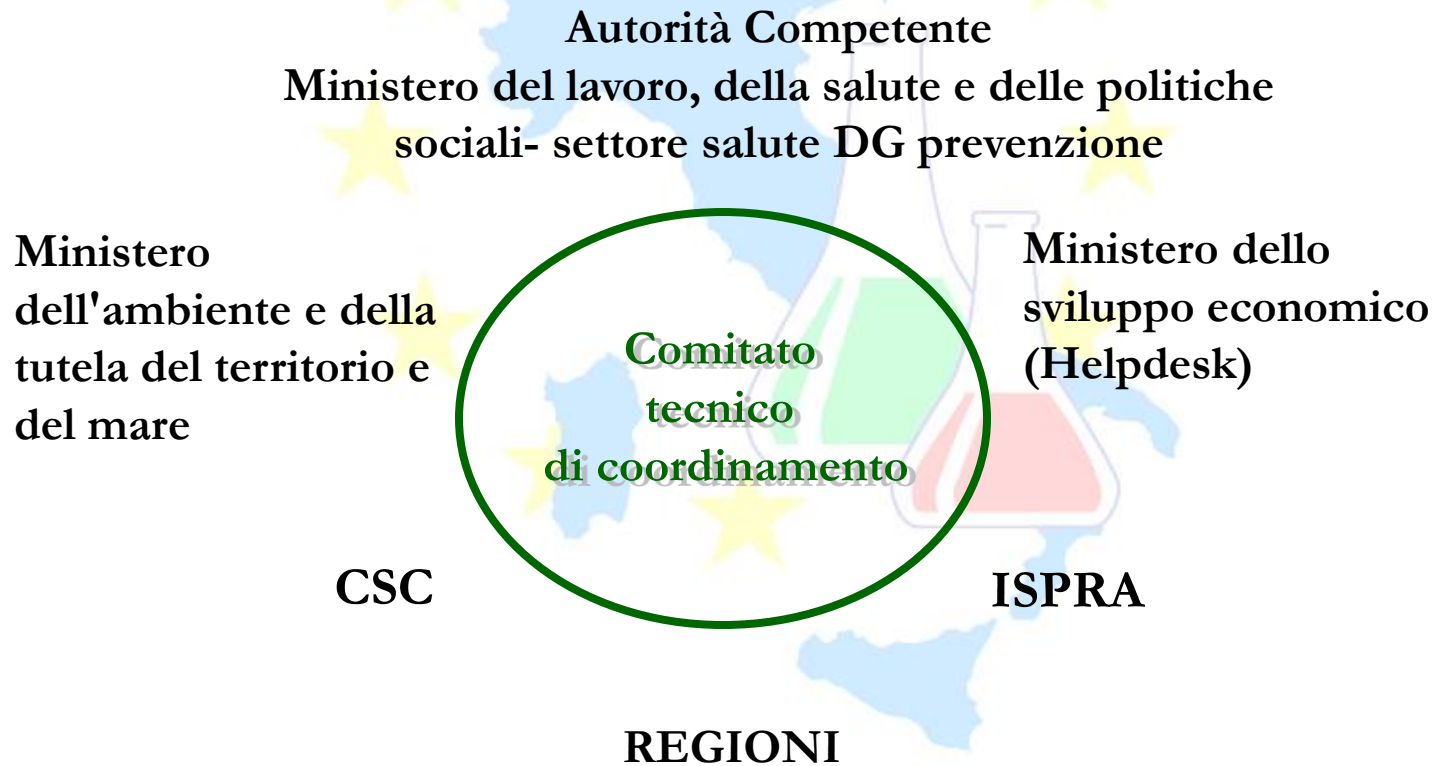 Autorità Competente
Ministero del lavoro, della salute e delle politiche
sociali- settore salute DG prevenzione
Ministero
dell'ambiente e della
tutela del territorio e
del mare
Ministero dello
sviluppo economico
(Helpdesk)
Comitato
tecnico
di coordinamento
CSC
ISPRA
REGIONI